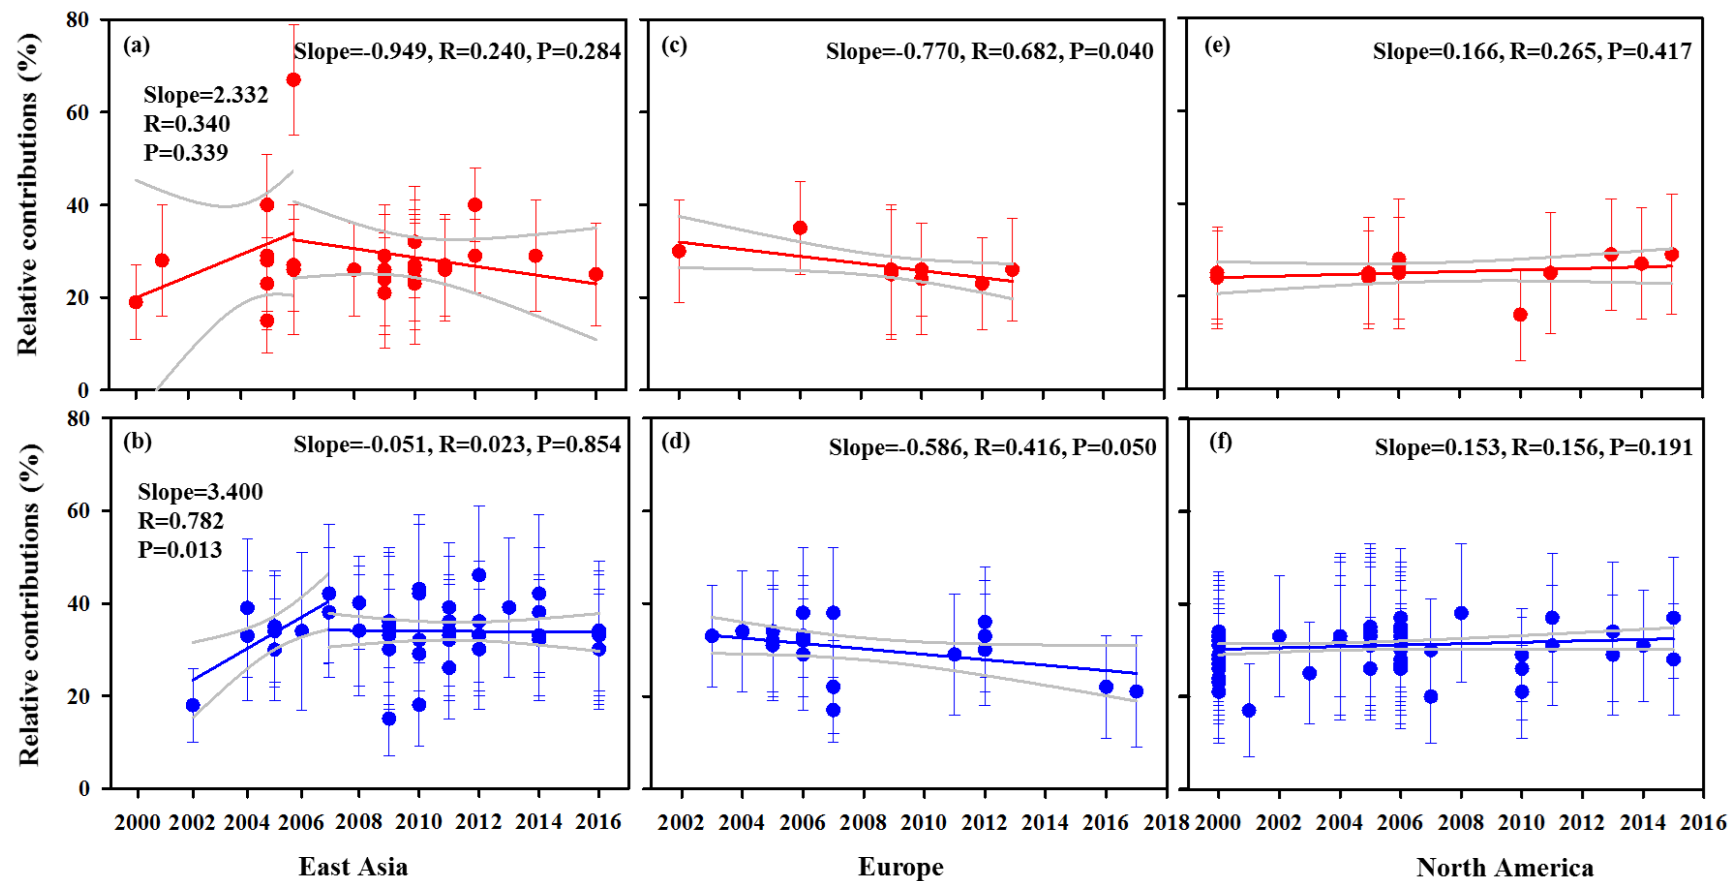 Relative contributions (%)
80
60
40
20
0
(a)
Slope=-0.949, R=0.240, P=0.284
Slope=2.332
R=0.340
P=0.339
(c)
Slope=-0.770, R=0.682, P=0.040
(e)
Slope=0.166, R=0.265, P=0.417
Relative contributions (%)
80
60
40
20
0
(b)
Slope=-0.051, R=0.023, P=0.854
Slope=3.400
R=0.782
P=0.013
(d)
Slope=-0.586, R=0.416, P=0.050
(f)
Slope=0.153, R=0.156, P=0.191
2000 2002 2004 2006 2008 2010 2012 2014 2016
2002 2004 2006 2008 2010 2012 2014 2016 2018
2000 2002 2004 2006 2008 2010 2012 2014 2016
East Asia
Europe
North America